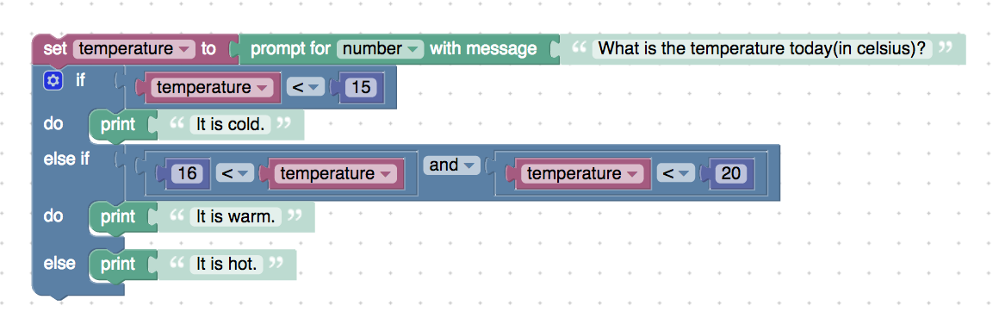 set temperature to prompt for number with message “ What is the temperature today(in celsius)? ”
if temperature < 15
do print “ It is cold. ”
else if 16 < temperature and temperature < 20
do print “ It is warm. ”
else print “ It is hot. ”